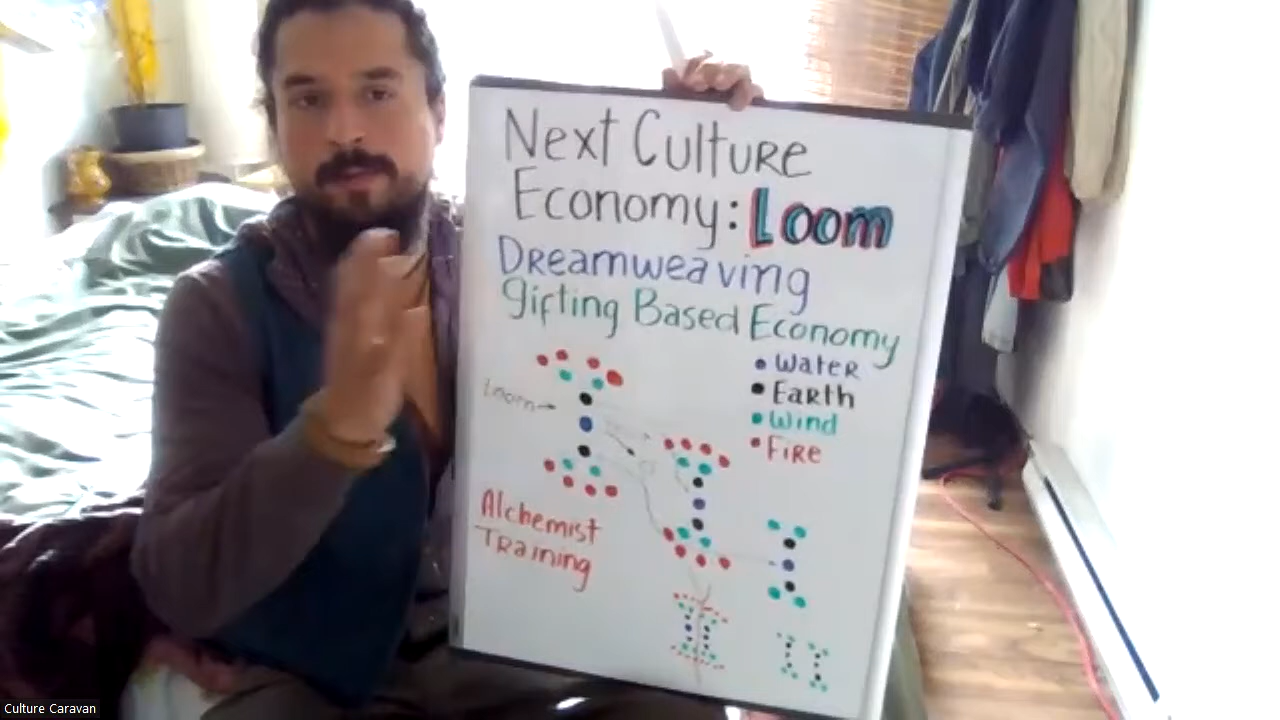 Next Culture
Economy: Loom
Dreamweaving
gifting Based Economy
Water
Earth
Wind
Fire
Loom
Alchemist
Training
Culture Caravan